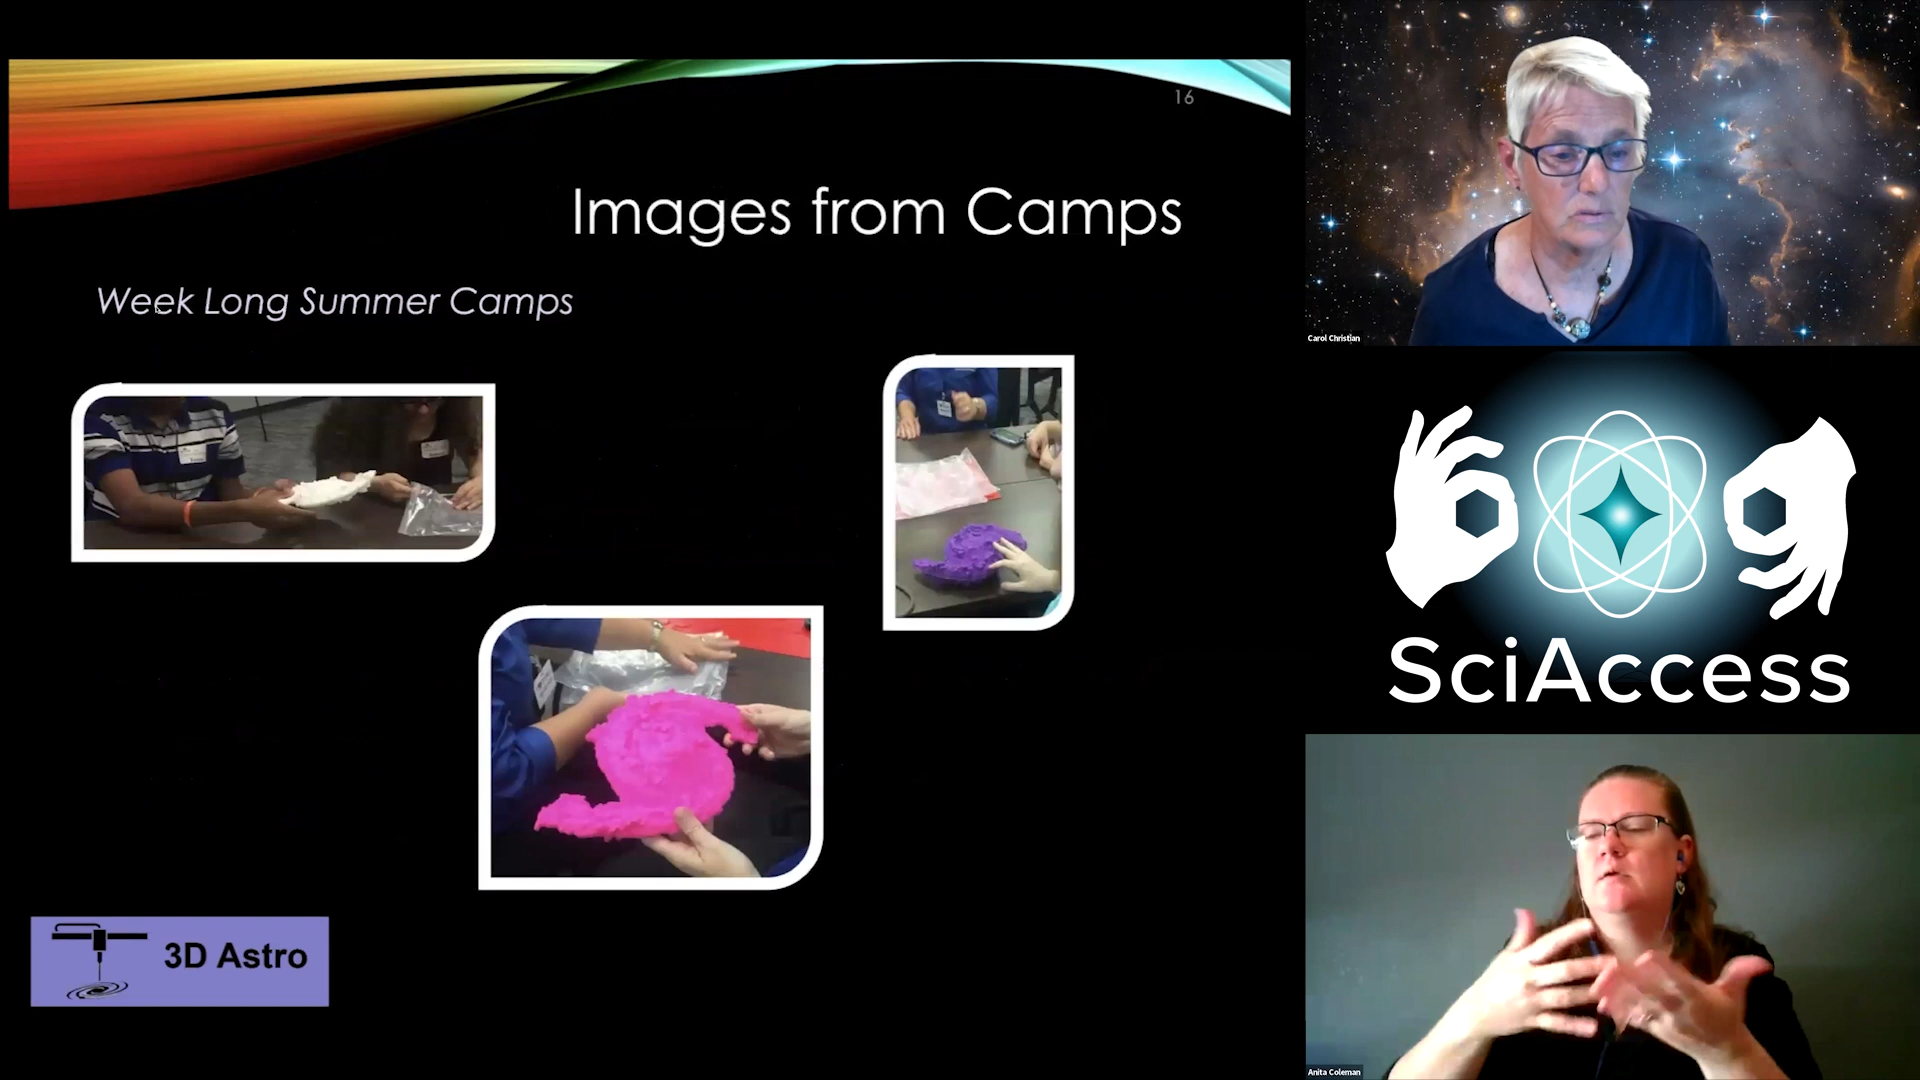 16
Images from Camps
Week Long Summer Camps
3D Astro
Carol Christian
SciAccess
Anita Coleman